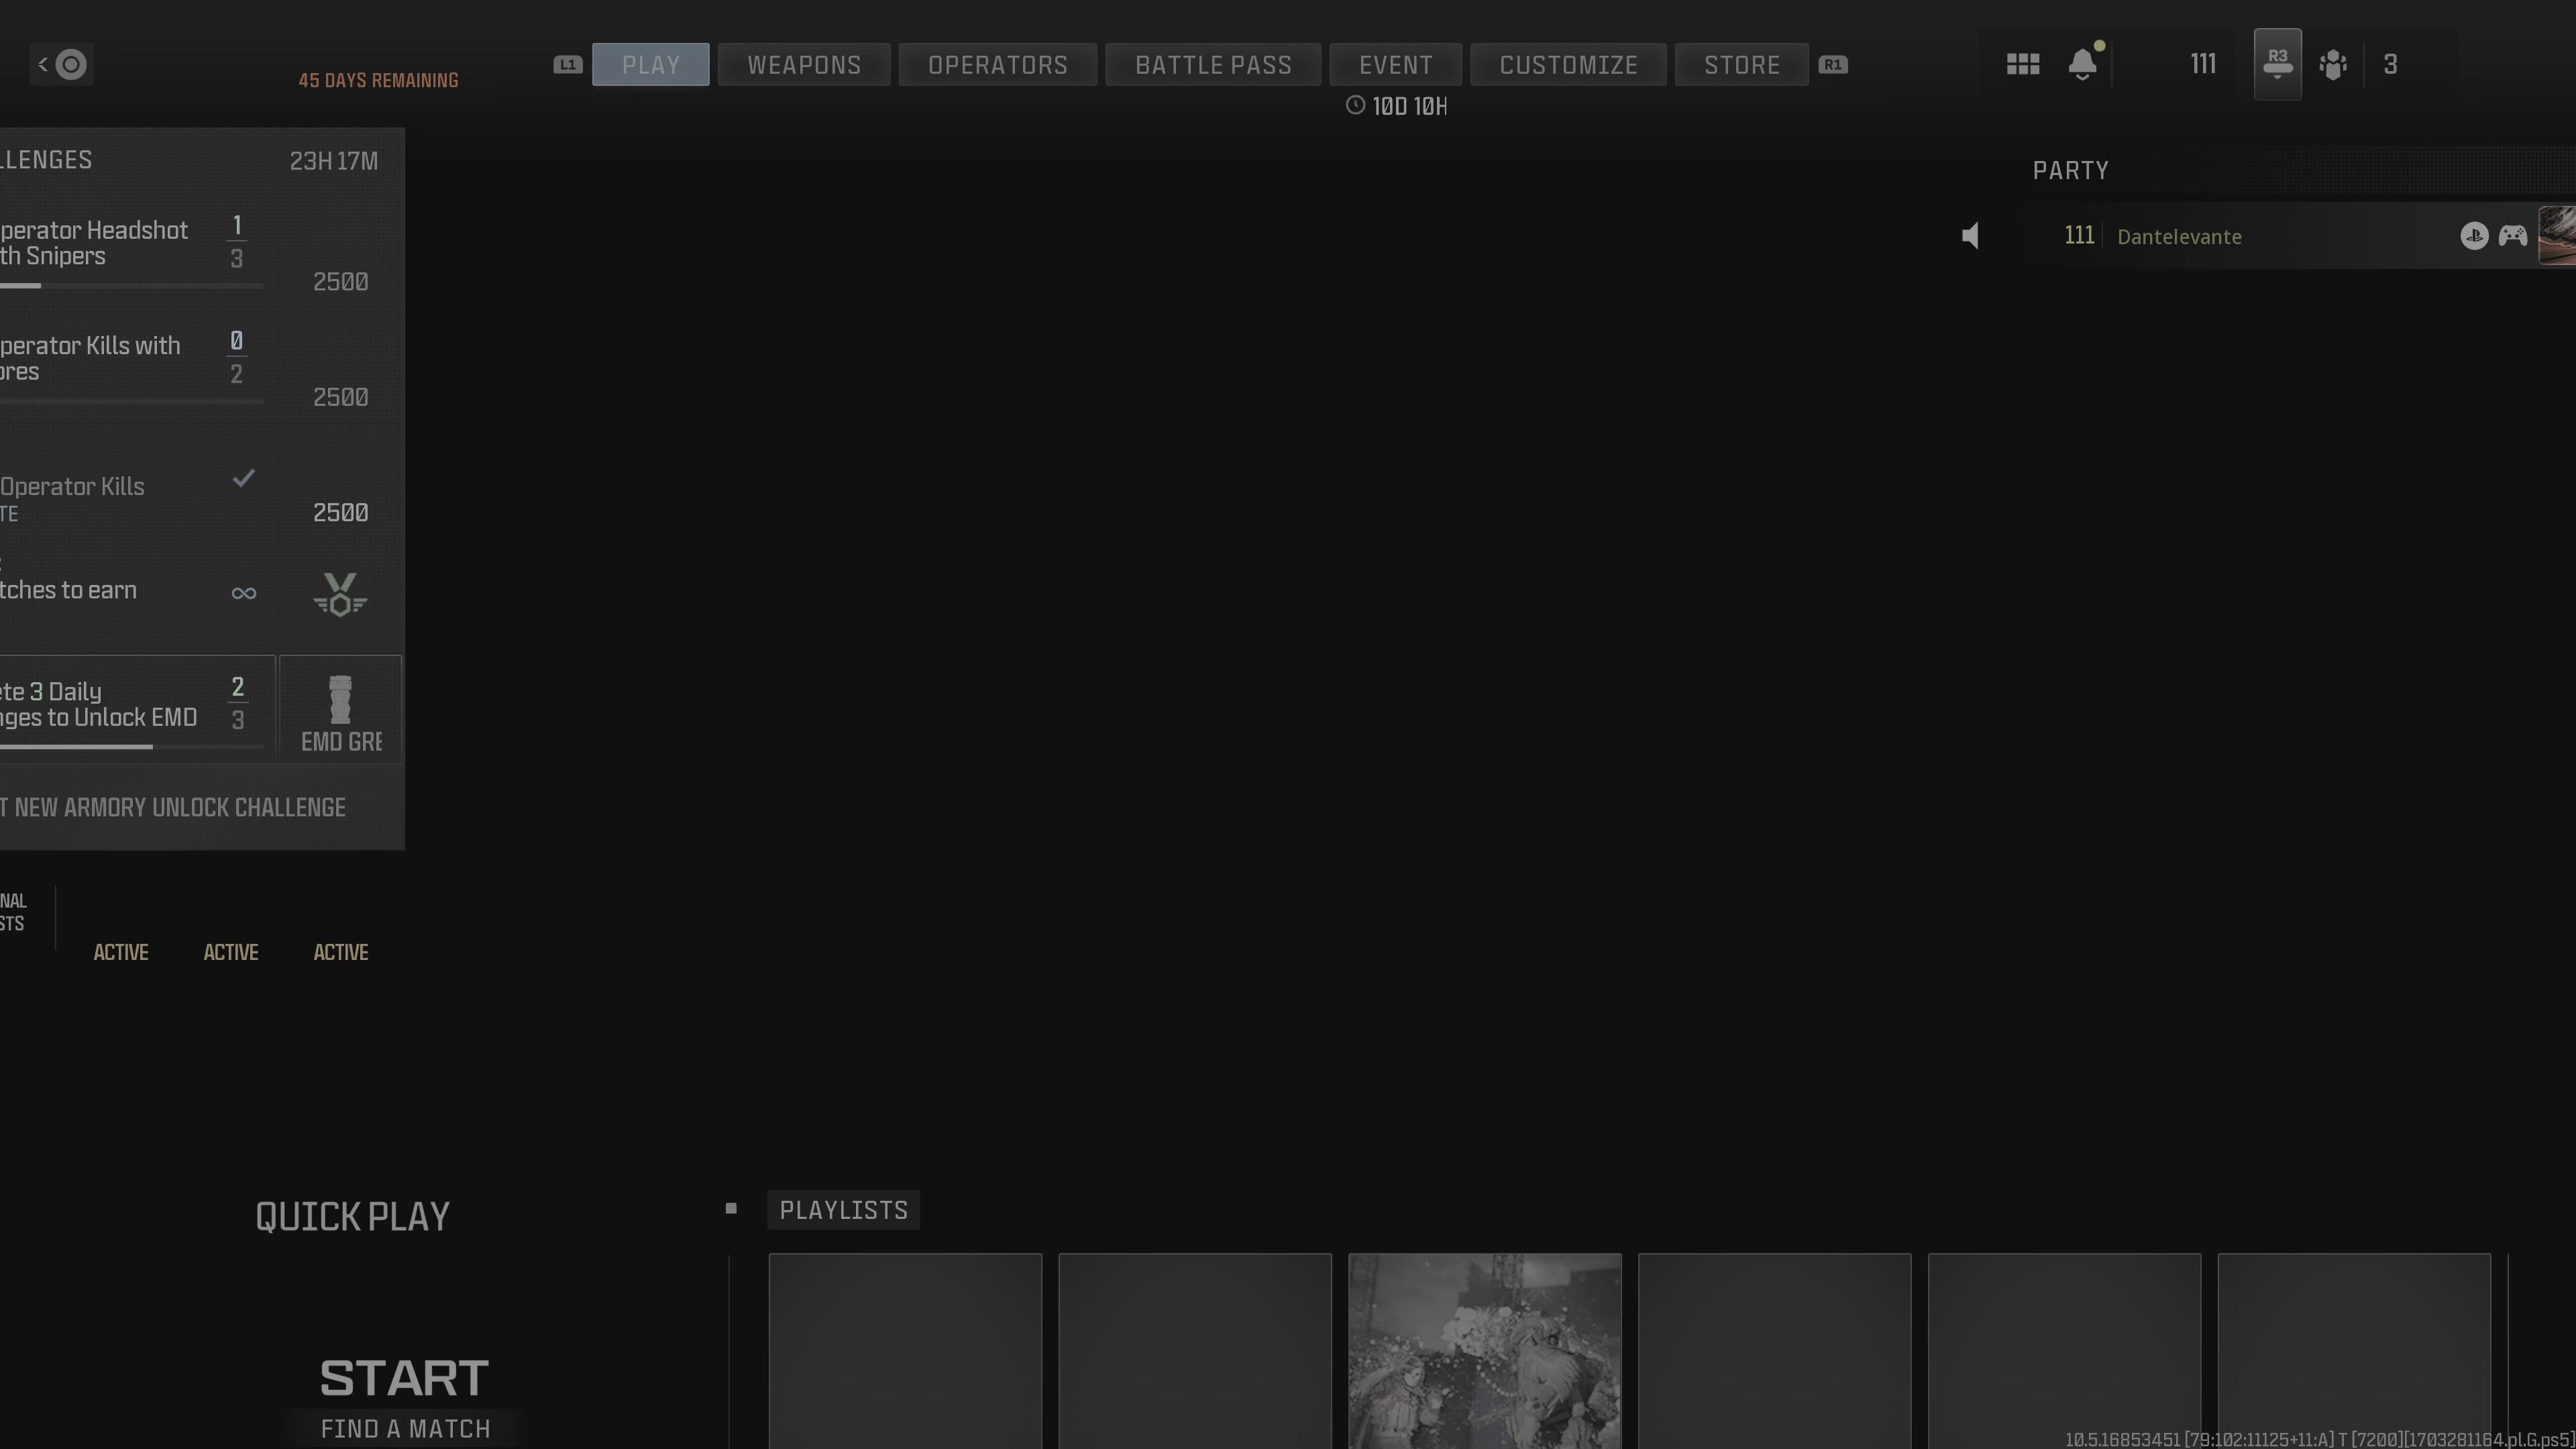 45 DAYS REMAINING
L1 PLAY WEAPONS OPERATORS BATTLE PASS EVENT CUSTOMIZE STORE R1
10D 10H
111 R3 3
LLENGES 23H 17M
perator Headshot
th Snipers
1
3
2500
perator Kills with
ores
0
2
2500
Operator Kills
TE
2500
tches to earn
∞
ete 3 Daily
nges to Unlock EMD
2
3
EMD GRE
T NEW ARMORY UNLOCK CHALLENGE
NAL
STS
ACTIVE ACTIVE ACTIVE
PARTY
111 Dantelevante
QUICK PLAY
START
FIND A MATCH
PLAYLISTS
10.5.16853451 [79:102:11125+11:A] T [7200][1703281164.pl.G.ps5]